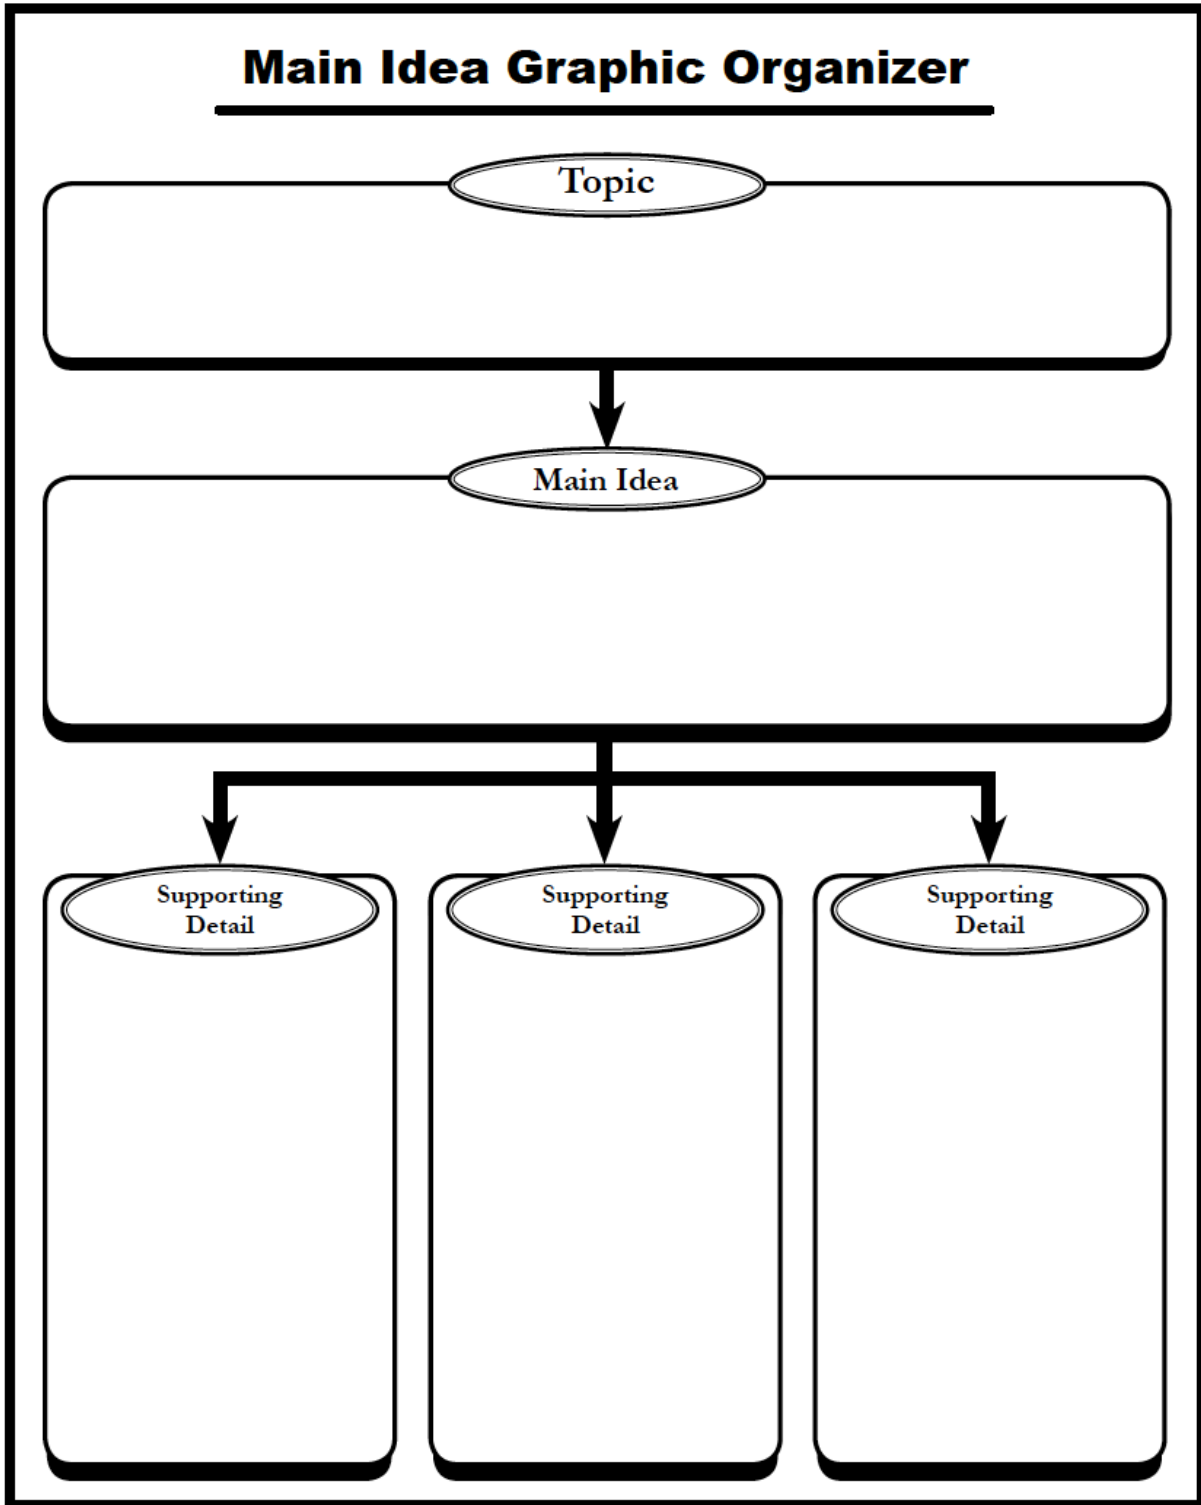 Main Idea Graphic Organizer
Topic
Main Idea
Supporting
Detail
Supporting
Detail
Supporting
Detail